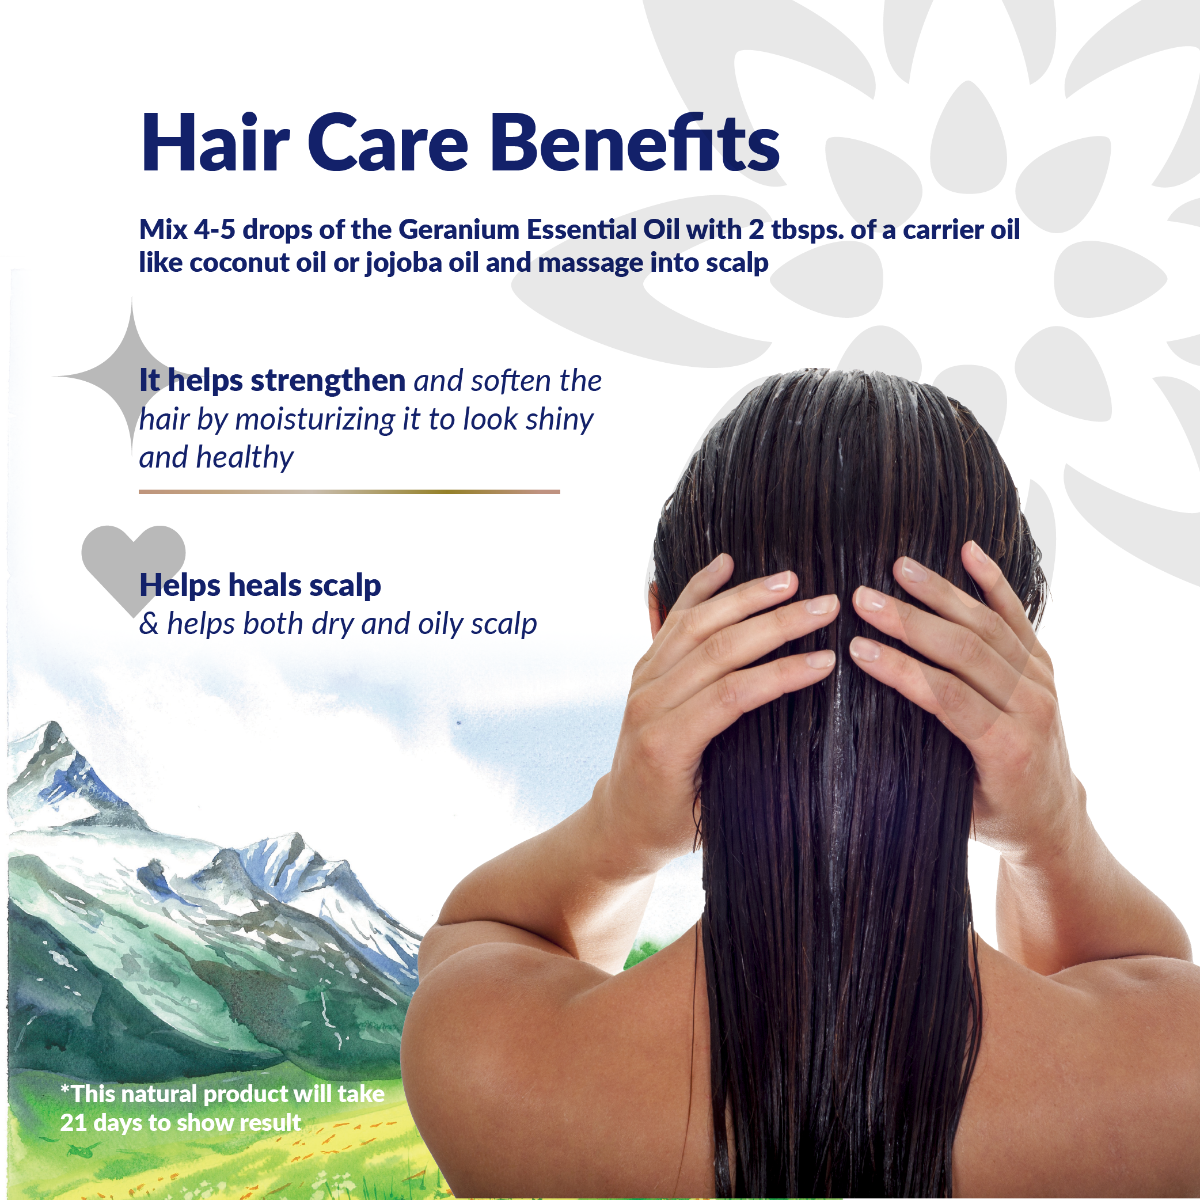 Hair Care Benefits
Mix 4-5 drops of the Geranium Essential Oil with 2 tbsps. of a carrier oil
like coconut oil or jojoba oil and massage into scalp
It helps strengthen and soften the
hair by moisturizing it to look shiny
and healthy
Helps heals scalp
& helps both dry and oily scalp
*This natural product will take
21 days to show result